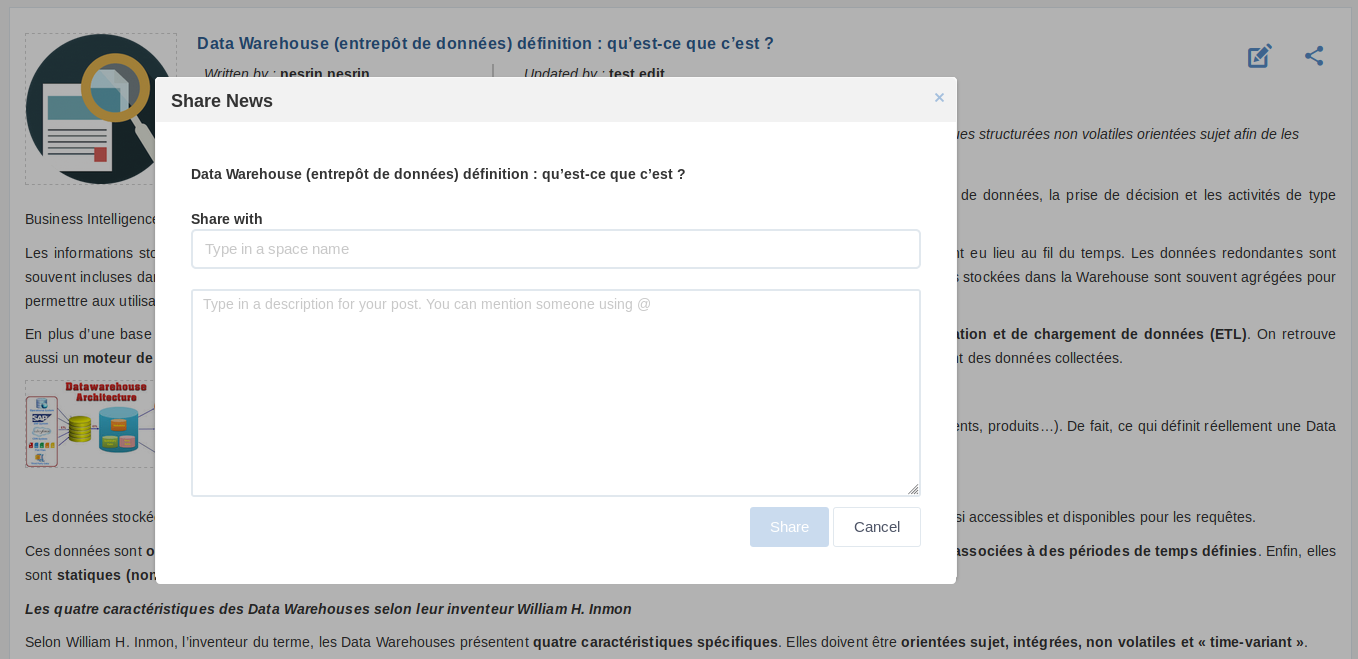 Data Warehouse (entrepôt de données) définition : qu’est-ce que c’est ?
Written by : nesrin nesrin
Updated by : test edit
Share News
×
ues structurées non volatiles orientées sujet afin de les
Data Warehouse (entrepôt de données) définition : qu’est-ce que c’est ?
de données, la prise de décision et les activités de type
Business Intelligence
Share with
Type in a space name
Les informations sto
nt eu lieu au fil du temps. Les données redondantes sont
souvent incluses da
s stockées dans la Warehouse sont souvent agrégées pour
permettre aux utilisa
Type in a description for your post. You can mention someone using @
En plus d’une base
ation et de chargement de données (ETL). On retrouve
aussi un moteur de
nt des données collectées.
Datawarehouse
Architecture
SAP
ents, produits…). De fait, ce qui définit réellement une Data
Les données stocké
si accessibles et disponibles pour les requêtes.
Share
Cancel
Ces données sont o
associées à des périodes de temps définies. Enfin, elles
sont statiques (non
Les quatre caractéristiques des Data Warehouses selon leur inventeur William H. Inmon
Selon William H. Inmon, l’inventeur du terme, les Data Warehouses présentent quatre caractéristiques spécifiques. Elles doivent être orientées sujet, intégrées, non volatiles et « time-variant ».